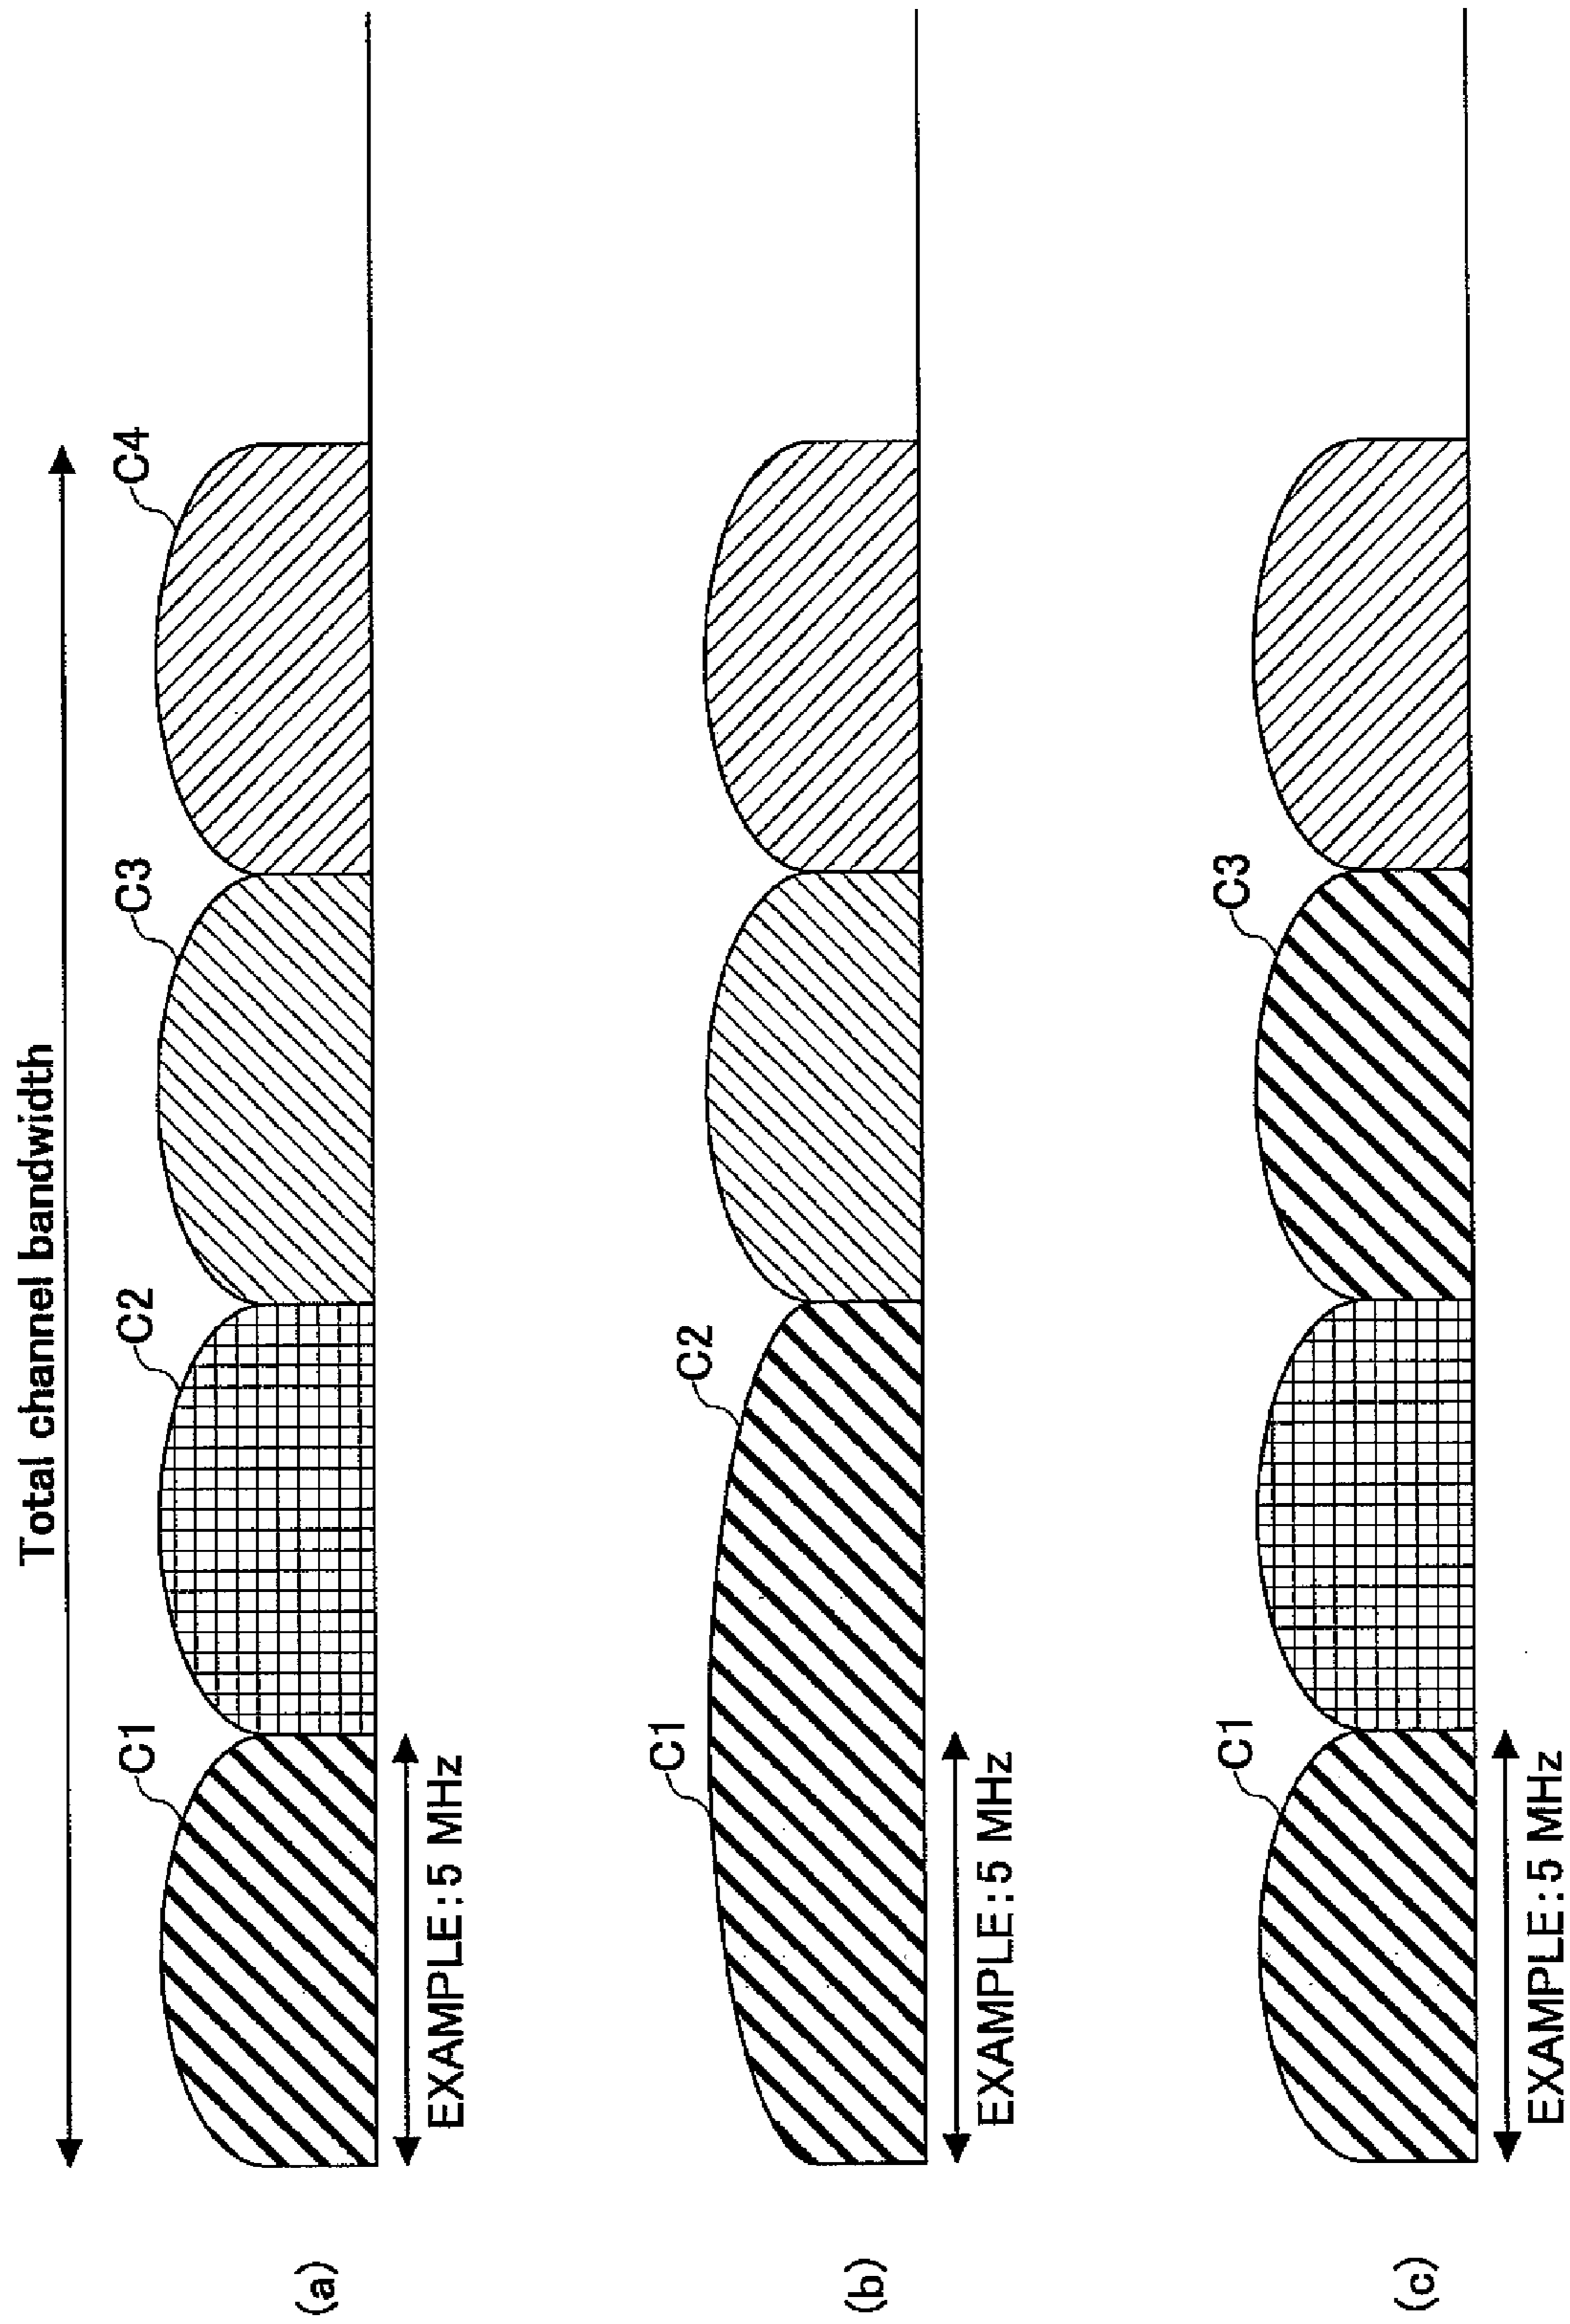 Total channel bandwidth
C1
C2
C3
C4
EXAMPLE:5 MHz
(a)
C1
C2
EXAMPLE:5 MHz
(b)
C1
C3
EXAMPLE:5 MHz
(c)